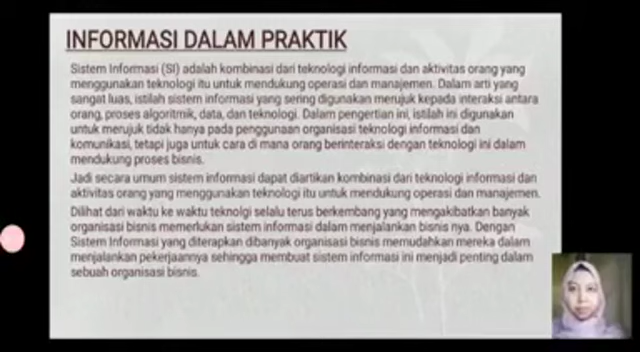 INFORMASI DALAM PRAKTIK
Sistem Informasi (SI) adalah kombinasi dari teknologi informasi dan aktivitas orang yang
menggunakan teknologi itu untuk mendukung operasi dan manajemen. Dalam arti yang
sangat luas, istilah sistem informasi yang sering digunakan merujuk kepada interaksi antara
orang, proses algoritmik, data, dan teknologi. Dalam pengertian ini, istilah ini digunakan
untuk merujuk tidak hanya pada penggunaan organisasi teknologi informasi dan
komunikasi, tetapi juga untuk cara di mana orang berinteraksi dengan teknologi ini dalam
mendukung proses bisnis.
Jadi secara umum sistem informasi dapat diartikan kombinasi dari teknologi informasi dan
aktivitas orang yang menggunakan teknologi itu untuk mendukung operasi dan manajemen.
Dilihat dari waktu ke waktu teknolgi selalu terus berkembang yang mengakibatkan banyak
organisasi bisnis memerlukan sistem informasi dalam menjalankan bisnis nya. Dengan
Sistem Informasi yang diterapkan dibanyak organisasi bisnis memudahkan mereka dalam
menjalankan pekerjaannya sehingga membuat sistem informasi ini menjadi penting dalam
sebuah organisasi bisnis.